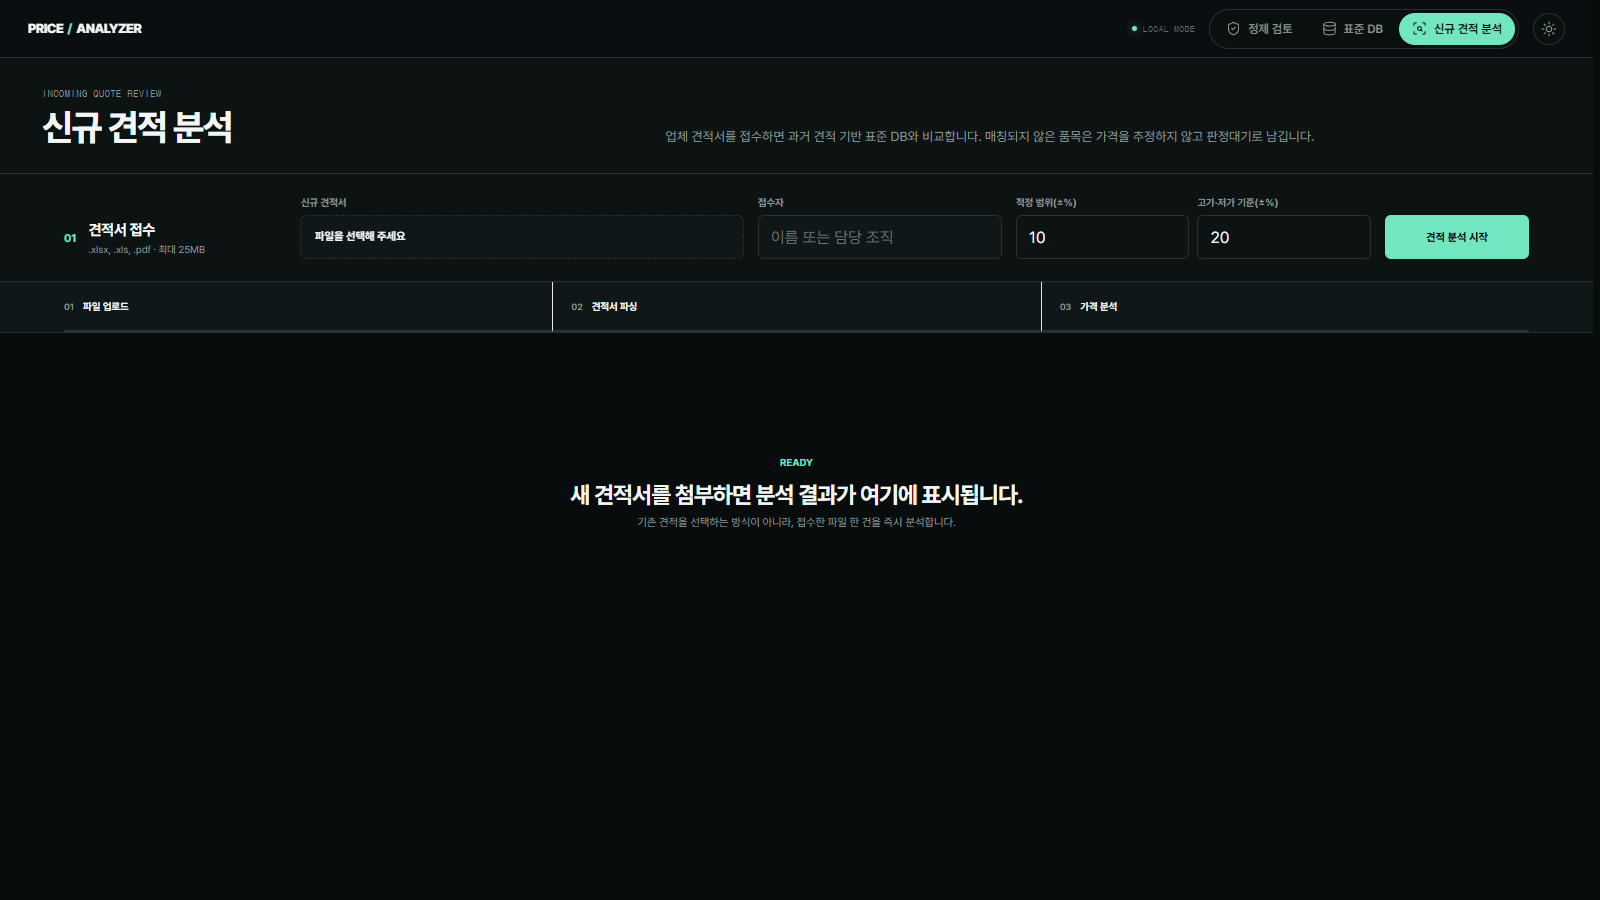 PRICE / ANALYZER
LOCAL MODE
정제 검토
표준 DB
신규 견적 분석
INCOMING QUOTE REVIEW
신규 견적 분석
업체 견적서를 접수하면 과거 견적 기반 표준 DB와 비교합니다. 매칭되지 않은 품목은 가격을 추정하지 않고 판정대기로 남깁니다.
01
견적서 접수
.xlsx, .xls, .pdf · 최대 25MB
신규 견적서
파일을 선택해 주세요
접수자
이름 또는 담당 조직
적정 범위(±%)
10
고가·저가 기준(±%)
20
견적 분석 시작
01 파일 업로드
02 견적서 파싱
03 가격 분석
READY
새 견적서를 첨부하면 분석 결과가 여기에 표시됩니다.
기존 견적을 선택하는 방식이 아니라, 접수한 파일 한 건을 즉시 분석합니다.